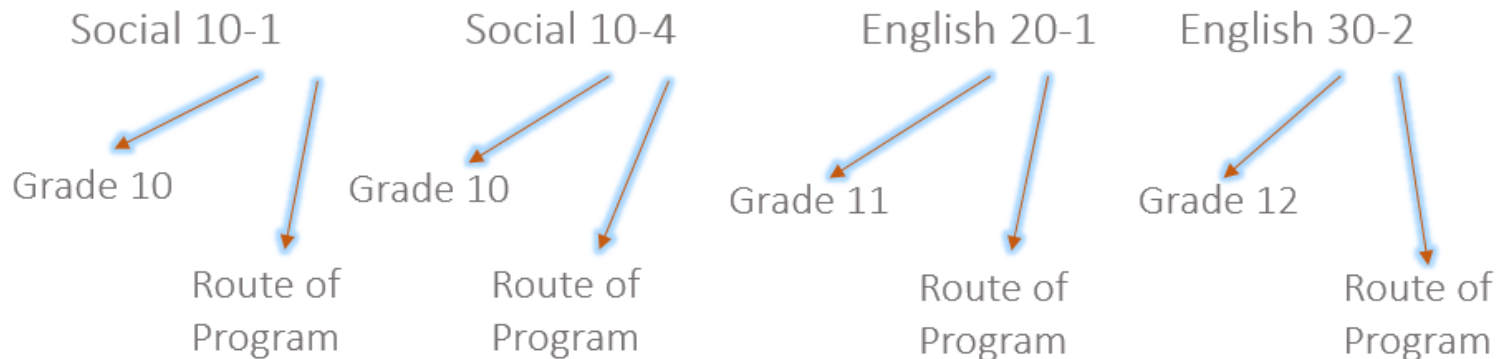 Social 10-1
Social 10-4
English 20-1
English 30-2
Grade 10
Grade 10
Grade 11
Grade 12
Route of
Program
Route of
Program
Route of
Program
Route of
Program